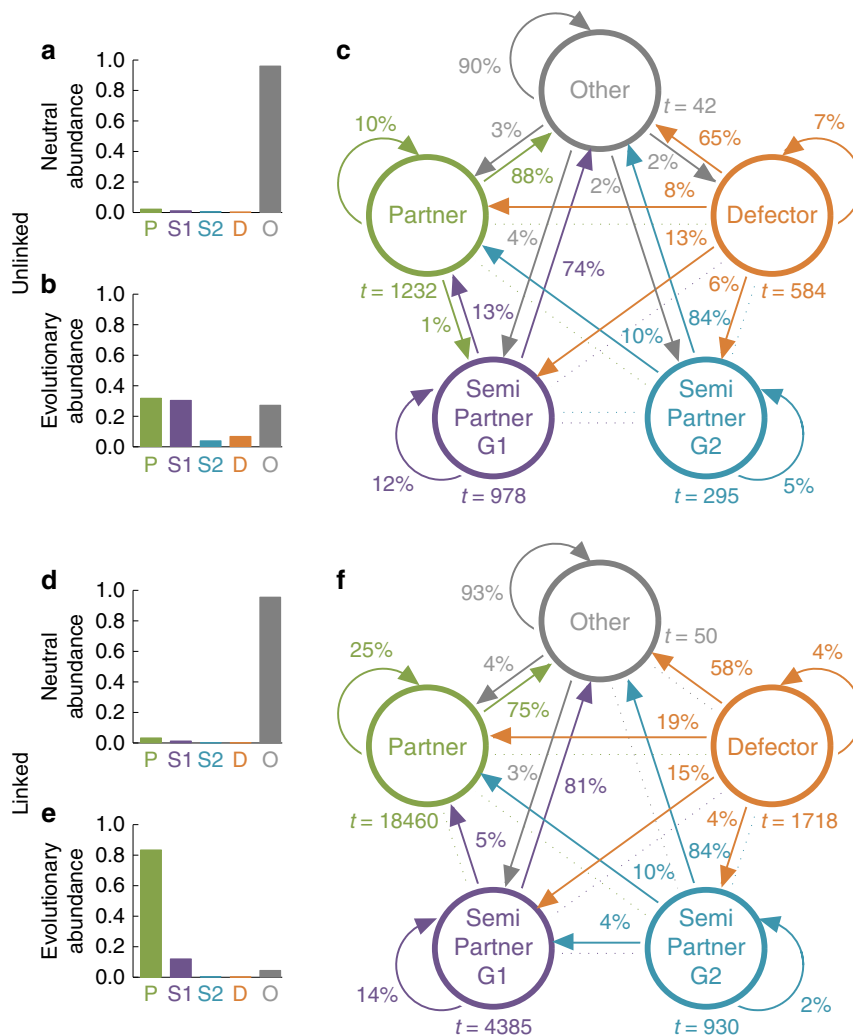 a
1.0
0.8
0.6
0.4
0.2
0.0
Neutral
abundance
P S1 S2 D O
Unlinked
b
1.0
0.8
0.6
0.4
0.2
0.0
Evolutionary
abundance
P S1 S2 D O
c
90%
Other
t = 42
10%
3%
65%
7%
88%
2%
2%
8%
Partner
Defector
4%
13%
74%
t = 1232
6%
t = 584
13%
1%
10%
84%
Semi
Partner
G1
Semi
Partner
G2
12%
t = 978
t = 295
5%
d
1.0
0.8
0.6
0.4
0.2
0.0
Neutral
abundance
P S1 S2 D O
Linked
e
1.0
0.8
0.6
0.4
0.2
0.0
Evolutionary
abundance
P S1 S2 D O
f
93%
Other
t = 50
25%
4%
58%
4%
75%
19%
Partner
Defector
3%
15%
81%
t = 18460
4%
t = 1718
5%
84%
10%
4%
Semi
Partner
G1
Semi
Partner
G2
14%
t = 4385
t = 930
2%